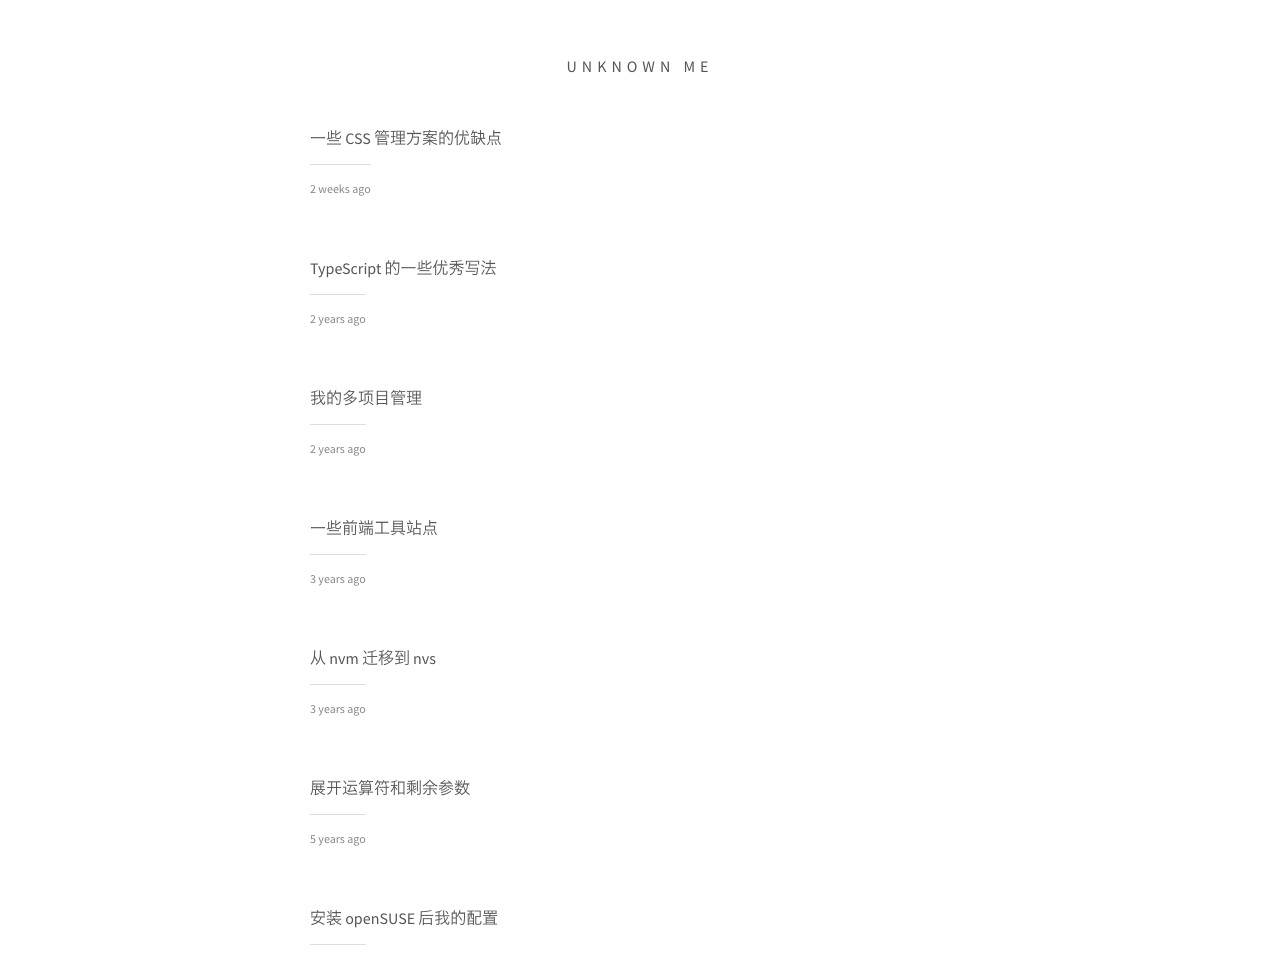 UNKNOWN ME
一些 CSS 管理方案的优缺点
2 weeks ago
TypeScript 的一些优秀写法
2 years ago
我的多项目管理
2 years ago
一些前端工具站点
3 years ago
从 nvm 迁移到 nvs
3 years ago
展开运算符和剩余参数
5 years ago
安装 openSUSE 后我的配置